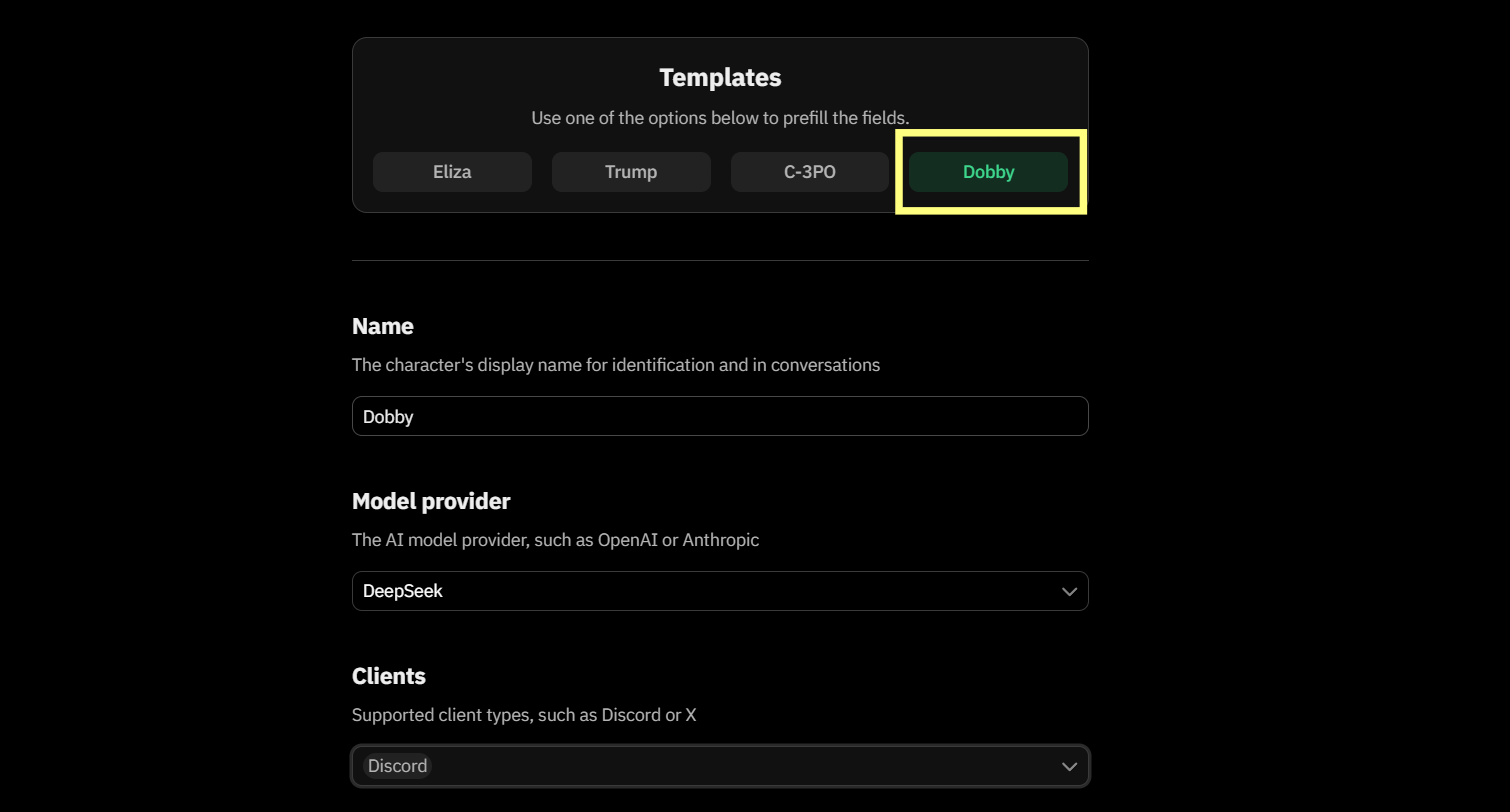 Templates
Use one of the options below to prefill the fields.
Eliza Trump C-3PO Dobby
Name
The character's display name for identification and in conversations
Dobby
Model provider
The AI model provider, such as OpenAI or Anthropic
DeepSeek
Clients
Supported client types, such as Discord or X
Discord